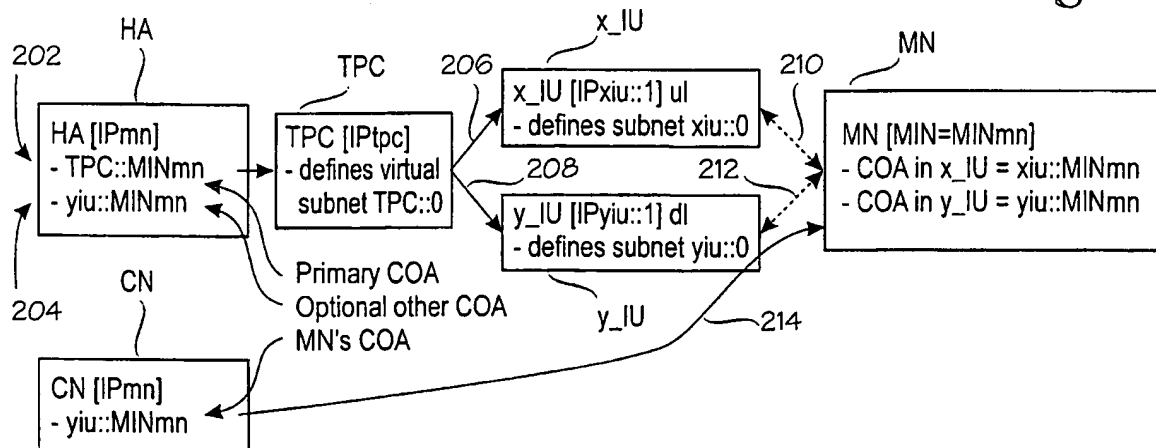 HA
202
HA [IPmn]
- TPC::MINmn
- yiu::MINmn
204
TPC
TPC [IPtpc]
- defines virtual
subnet TPC::0
206
208
x_IU
x_IU [IPxiu::1] ul
- defines subnet xiu::0
y_IU [IPyiu::1] dl
- defines subnet yiu::0
y_IU
210
212
MN
MN [MIN=MINmn]
- COA in x_IU = xiu::MINmn
- COA in y_IU = yiu::MINmn
214
Primary COA
Optional other COA
MN's COA
CN
CN [IPmn]
- yiu::MINmn